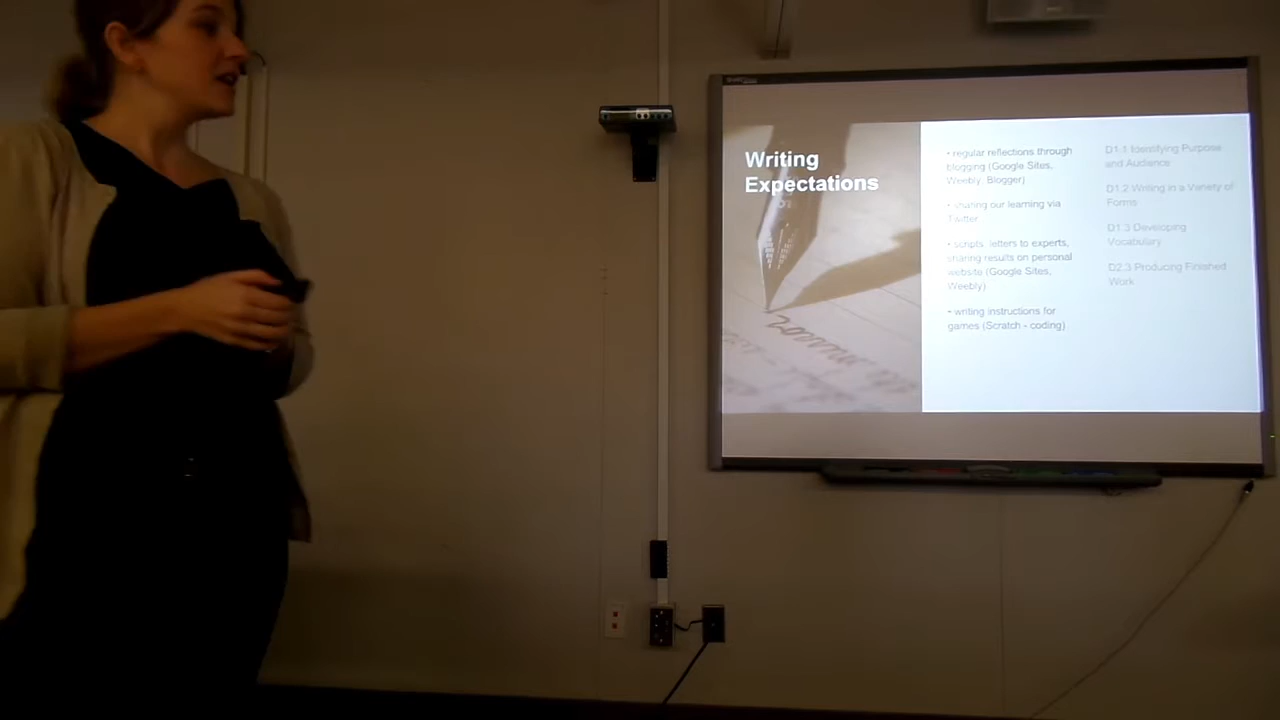 Writing
Expectations
• regular reflections through
blogging (Google Sites,
Weebly, Blogger)
• sharing our learning via
Twitter
• scripts, letters to experts,
sharing results on personal
website (Google Sites,
Weebly)
• writing instructions for
games (Scratch - coding)
D1.1 Identifying Purpose
and Audience
D1.2 Writing in a Variety of
Forms
D1.3 Developing
Vocabulary
D2.3 Producing Finished
Work